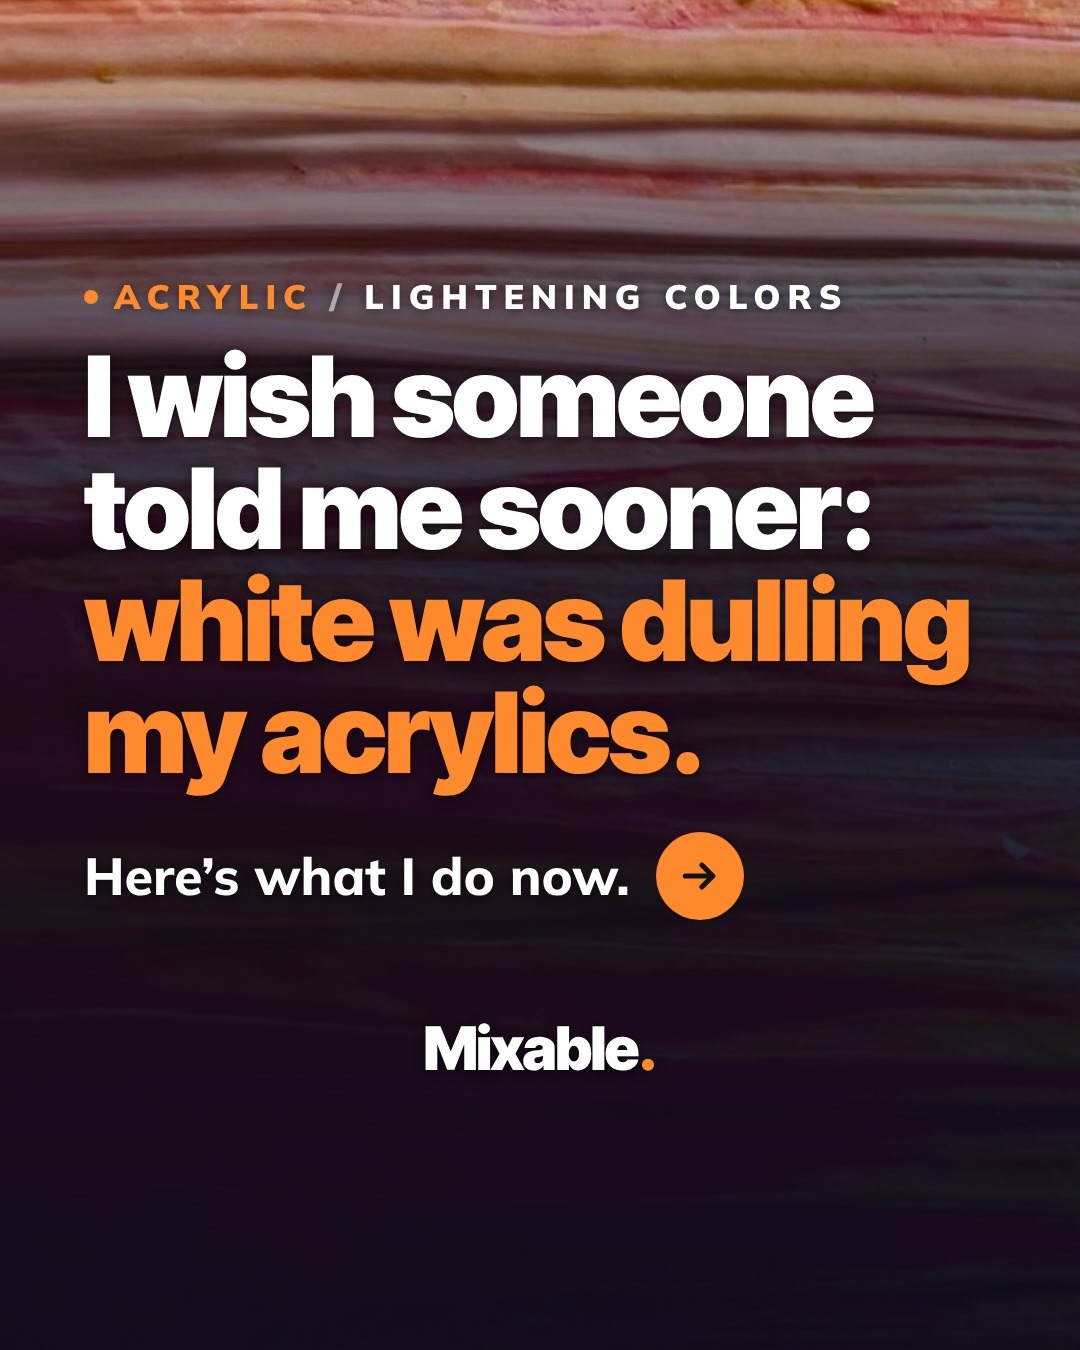 • ACRYLIC / LIGHTENING COLORS
I wish someone
told me sooner:
white was dulling
my acrylics.
Here’s what I do now. →
Mixable.